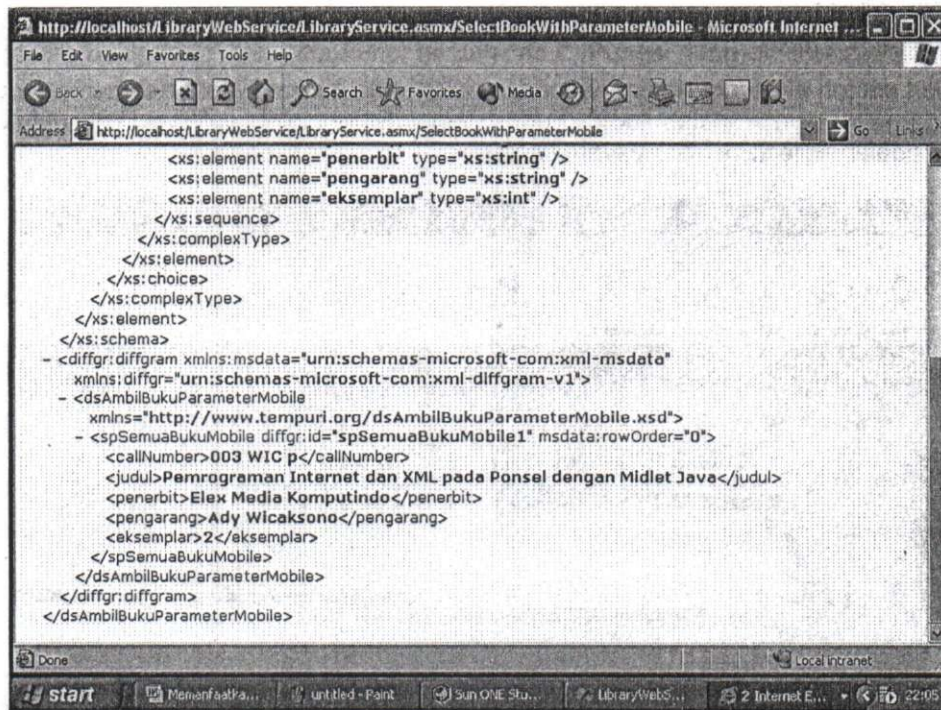 http://localhost/LibraryWebService/LibraryService.asmx/SelectBookWithParameterMobile - Microsoft Internet ...
File Edit View Favorites Tools Help
Back Search Favorites Media
Address http://localhost/LibraryWebService/LibraryService.asmx/SelectBookWithParameterMobile Go Links
<xs:element name="penerbit" type="xs:string" />
<xs:element name="pengarang" type="xs:string" />
<xs:element name="eksemplar" type="xs:int" />
</xs:sequence>
</xs:complexType>
</xs:element>
</xs:choice>
</xs:complexType>
</xs:element>
</xs:schema>
- <diffgr:diffgram xmlns:msdata="urn:schemas-microsoft-com:xml-msdata"
xmlns:diffgr="urn:schemas-microsoft-com:xml-diffgram-v1">
- <dsAmbilBukuParameterMobile
xmlns="http://www.tempuri.org/dsAmbilBukuParameterMobile.xsd">
- <spSemuaBukuMobile diffgr:id="spSemuaBukuMobile1" msdata:rowOrder="0">
<callNumber>003 WIC p</callNumber>
<judul>Pemrograman Internet dan XML pada Ponsel dengan Midlet Java</judul>
<penerbit>Elex Media Komputindo</penerbit>
<pengarang>Ady Wicaksono</pengarang>
<eksemplar>2</eksemplar>
</spSemuaBukuMobile>
</dsAmbilBukuParameterMobile>
</diffgr:diffgram>
</dsAmbilBukuParameterMobile>
Done Local intranet
start Memanfaatka... untitled - Paint Sun ONE Stu... LibraryWebS... 2 Internet E... 22:05